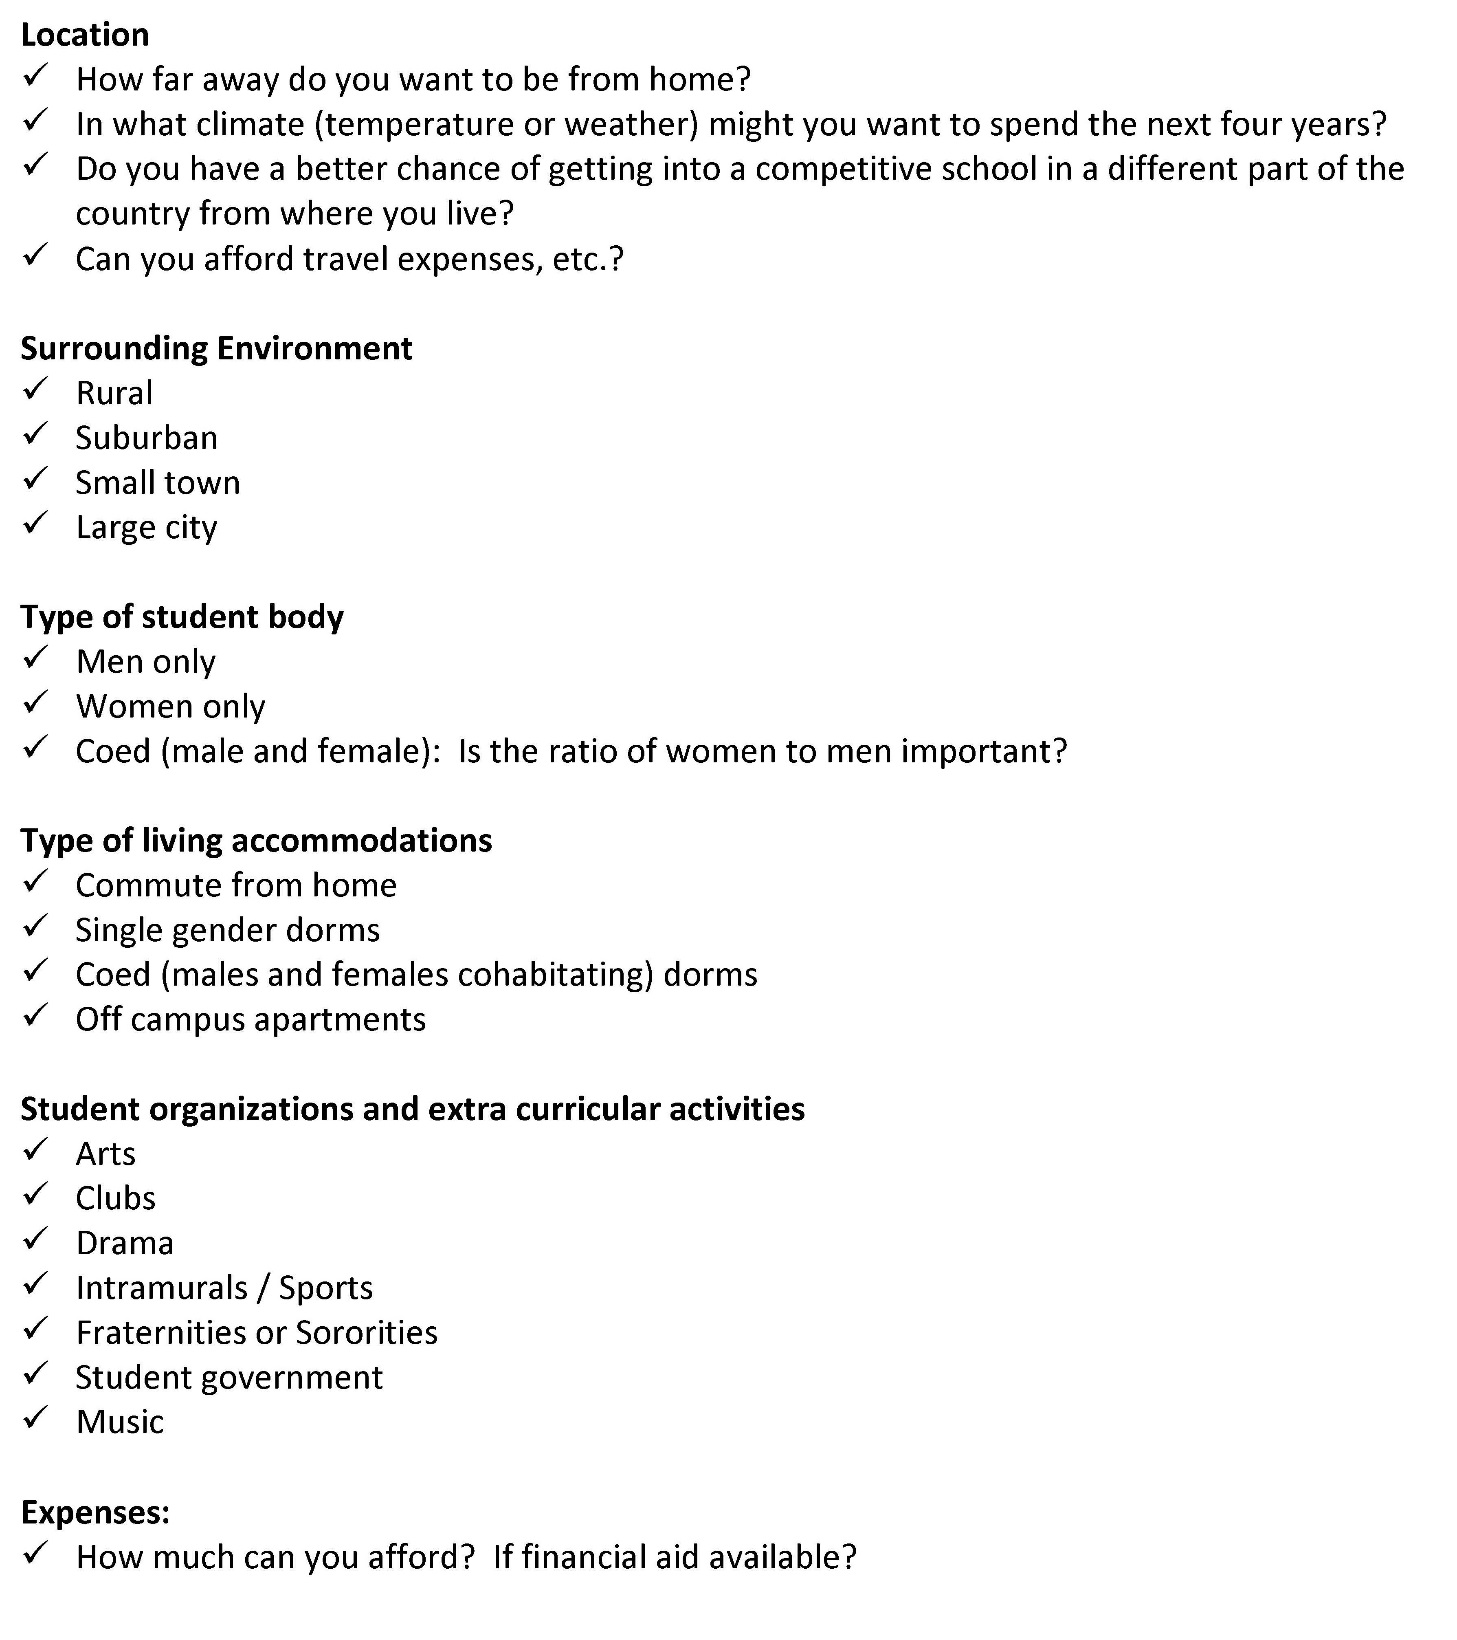 Location
✓ How far away do you want to be from home?
✓ In what climate (temperature or weather) might you want to spend the next four years?
✓ Do you have a better chance of getting into a competitive school in a different part of the
country from where you live?
✓ Can you afford travel expenses, etc.?
Surrounding Environment
✓ Rural
✓ Suburban
✓ Small town
✓ Large city
Type of student body
✓ Men only
✓ Women only
✓ Coed (male and female):  Is the ratio of women to men important?
Type of living accommodations
✓ Commute from home
✓ Single gender dorms
✓ Coed (males and females cohabitating) dorms
✓ Off campus apartments
Student organizations and extra curricular activities
✓ Arts
✓ Clubs
✓ Drama
✓ Intramurals / Sports
✓ Fraternities or Sororities
✓ Student government
✓ Music
Expenses:
✓ How much can you afford?  If financial aid available?